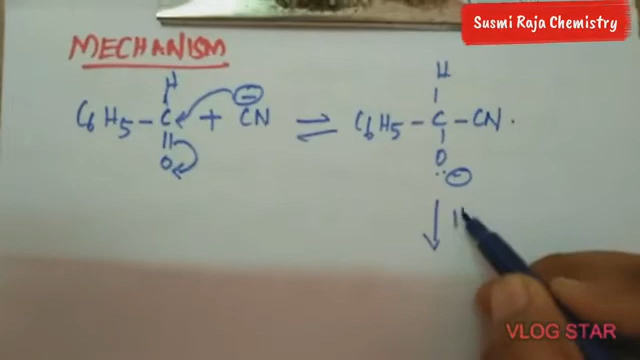 Susmi Raja Chemistry
MECHANISM
H H
C6H5 - C + CN ⇌ C6H5 - C - CN.
O O
VLOG STAR